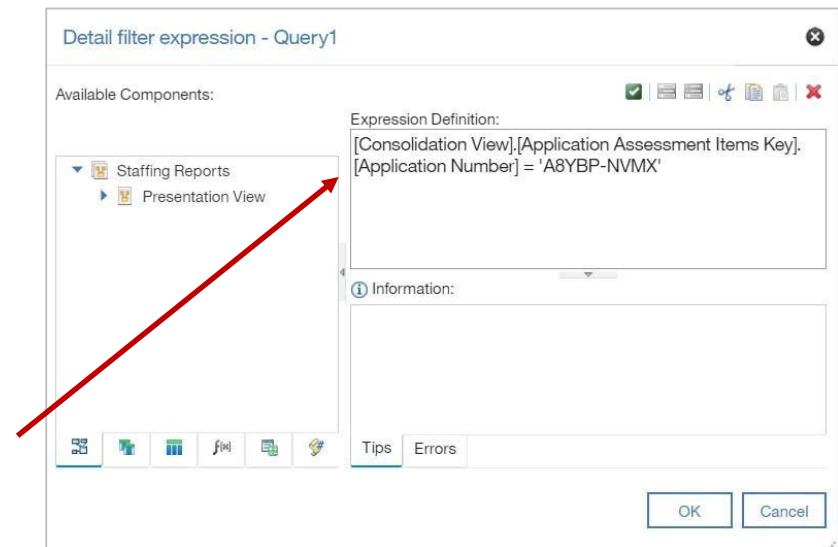 Detail filter expression - Query1
Available Components:
Expression Definition:
[Consolidation View].[Application Assessment Items Key].
[Application Number] = 'A8YBP-NVMX'
Staffing Reports
Presentation View
Information:
Tips
Errors
OK
Cancel